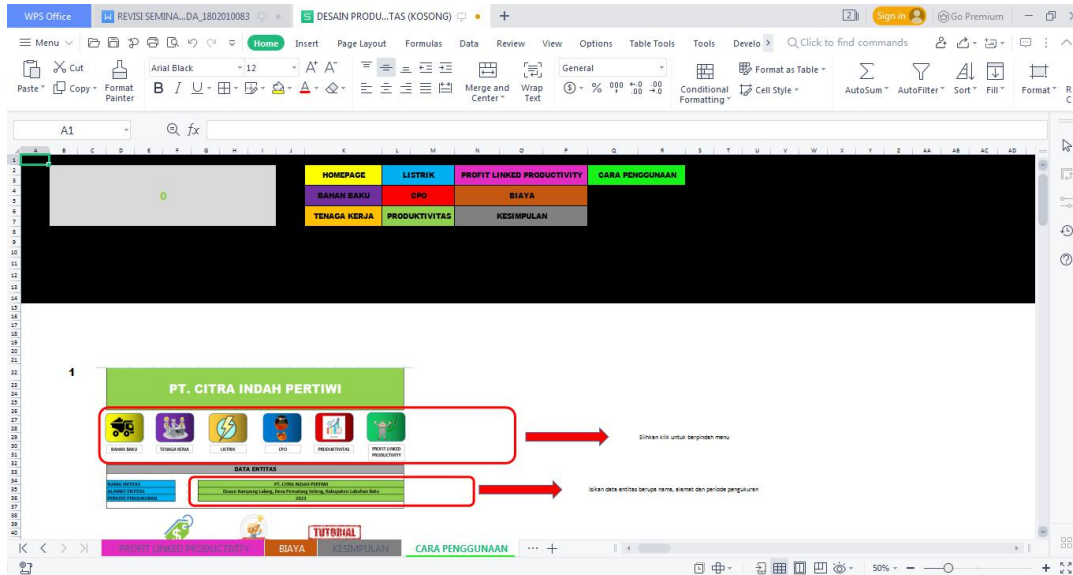 WPS Office
REVISI SEMINA...DA_1802010083
DESAIN PRODU...TAS (KOSONG)
2
Sign in
Go Premium
Menu
Home
Insert
Page Layout
Formulas
Data
Review
View
Options
Table Tools
Tools
Develo
Click to find commands
Paste
Cut
Copy
Format Painter
Arial Black
12
Merge and Center
Wrap Text
General
Conditional Formatting
Format as Table
Cell Style
AutoSum
AutoFilter
Sort
Fill
Format
A1
fx
A B C D E F G H I J K L M N O P Q R S T U V W X Y Z AA AB AC AD
0
HOMEPAGE LISTRIK PROFIT LINKED PRODUCTIVITY CARA PENGGUNAAN
BAHAN BAKU CPO BIAYA
TENAGA KERJA PRODUKTIVITAS KESIMPULAN
1
PT. CITRA INDAH PERTIWI
BAHAN BAKU TENAGA KERJA LISTRIK CPO PRODUKTIVITAS PROFIT LINKED PRODUCTIVITY
Silhkan klik untuk berpindah menu
DATA ENTITAS
NAMA ENTITAS PT. CITRA INDAH PERTIWI
ALAMAT ENTITAS Dusun Kampung Lalang, Desa Pematang Seleng, Kabupaten Labuhan Batu
PERIODE PENGUKURAN 2021
Isikan data entitas berupa nama, alamat dan periode pengukuran
TUTORIAL
PROFIT LINKED PRODUCTIVITY
BIAYA
KESIMPULAN
CARA PENGGUNAAN
50%